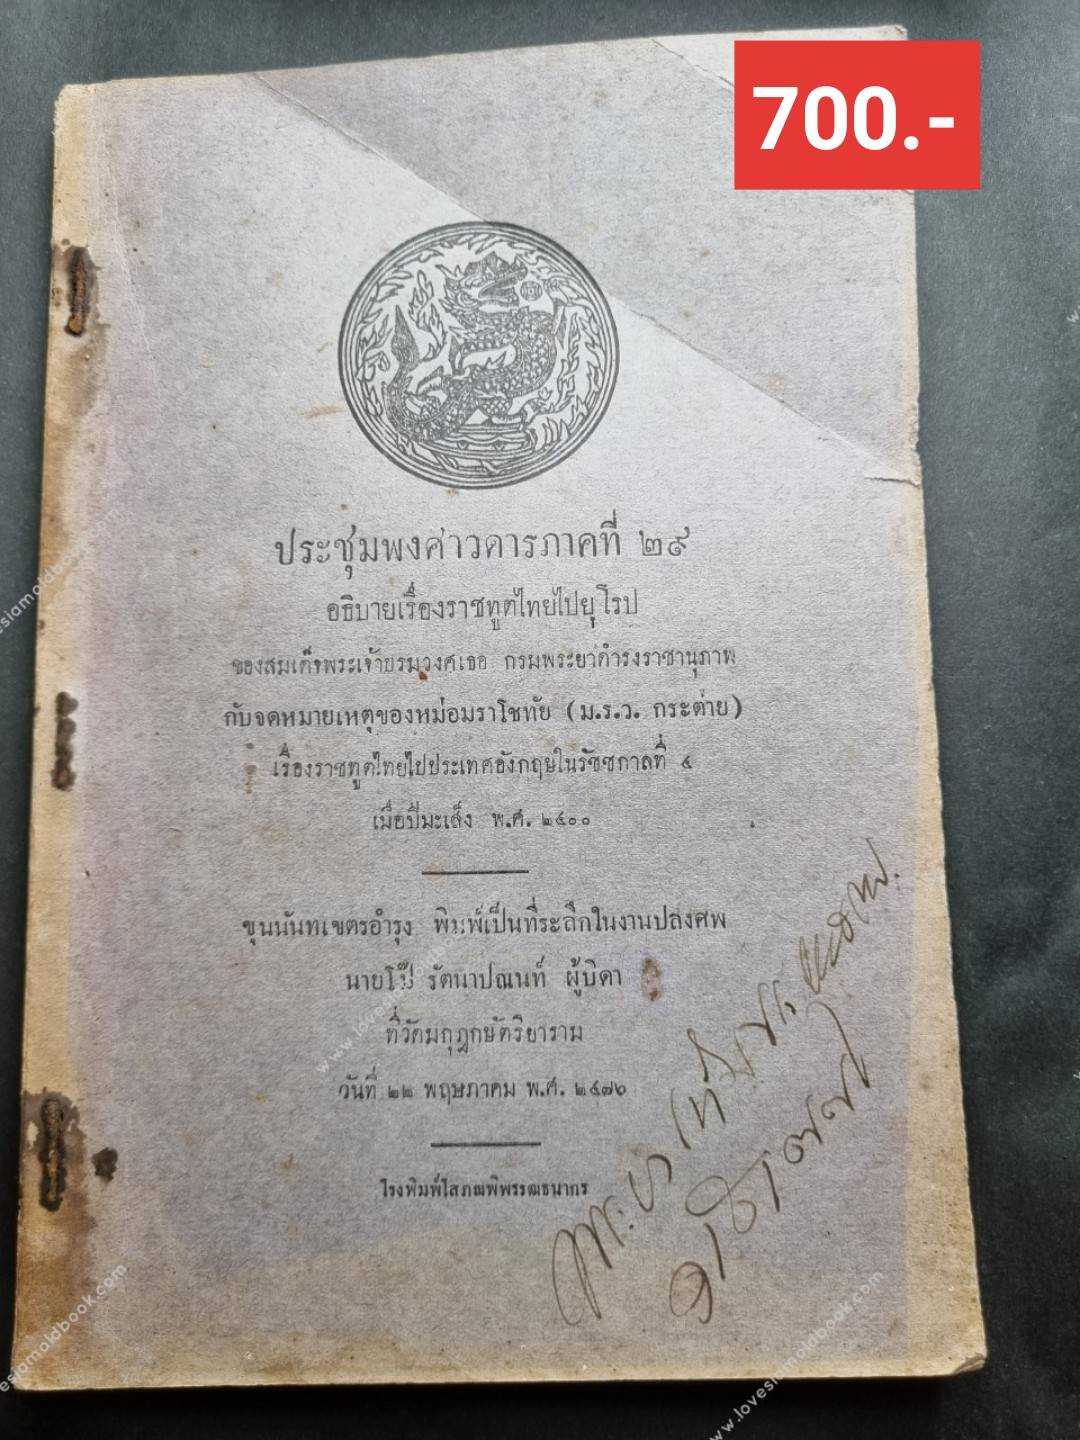 700.-
ประชุมพงศาวดารภาคที่ ๒๙
อธิบายเรื่องราชทูตไทยไปยุโรป
ของสมเด็จพระเจ้าบรมวงศเธอ กรมพระยาดำรงราชานุภาพ
กับจดหมายเหตุของหม่อมราโชทัย (ม.ร.ว. กระต่าย)
เรื่องราชทูตไทยไปประเทศอังกฤษในรัชชกาลที่ ๔
เมื่อปีมะเส็ง พ.ศ. ๒๔๐๐
ขุนนันทเขตรอำรุง พิมพ์เป็นที่ระลึกในงานปลงศพ
นายโป๊ รัตนาปณนท์ ผู้บิดา
ที่วัดมกุฎกษัตริยาราม
วันที่ ๒๒ พฤษภาคม พ.ศ. ๒๔๗๖
โรงพิมพ์โสภณพิพรรฒธนากร
www.lovesiamoldbook.com